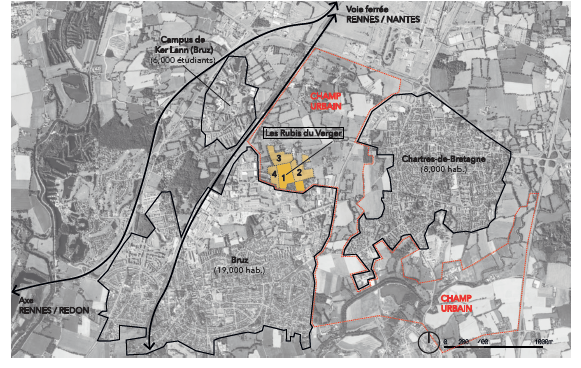 Voie ferrée
RENNES / NANTES
Campus de
Ker Lann (Bruz)
(6,000 étudiants)
CHAMP
URBAIN
Les Rubis du Verger
3
4
1
2
Chartres-de-Bretagne
(8,000 hab.)
Bruz
(19,000 hab.)
Axe
RENNES / REDON
CHAMP
URBAIN
0 200 400 1000m